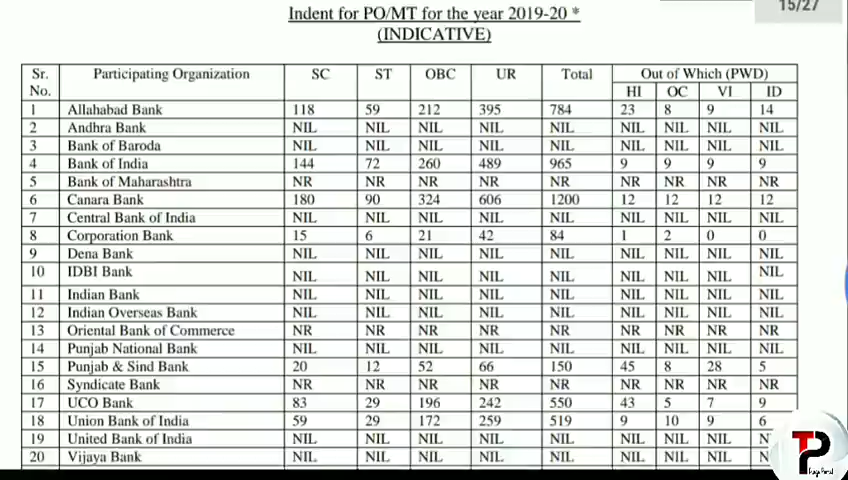 15/27
Indent for PO/MT for the year 2019-20 *
(INDICATIVE)
Sr. No. Participating Organization SC ST OBC UR Total Out of Which (PWD)
HI OC VI ID
1 Allahabad Bank 118 59 212 395 784 23 8 9 14
2 Andhra Bank NIL NIL NIL NIL NIL NIL NIL NIL NIL
3 Bank of Baroda NIL NIL NIL NIL NIL NIL NIL NIL NIL
4 Bank of India 144 72 260 489 965 9 9 9 9
5 Bank of Maharashtra NR NR NR NR NR NR NR NR NR
6 Canara Bank 180 90 324 606 1200 12 12 12 12
7 Central Bank of India NIL NIL NIL NIL NIL NIL NIL NIL NIL
8 Corporation Bank 15 6 21 42 84 1 2 0 0
9 Dena Bank NIL NIL NIL NIL NIL NIL NIL NIL NIL
10 IDBI Bank NIL NIL NIL NIL NIL NIL NIL NIL NIL
11 Indian Bank NIL NIL NIL NIL NIL NIL NIL NIL NIL
12 Indian Overseas Bank NIL NIL NIL NIL NIL NIL NIL NIL NIL
13 Oriental Bank of Commerce NR NR NR NR NR NR NR NR NR
14 Punjab National Bank NIL NIL NIL NIL NIL NIL NIL NIL NIL
15 Punjab & Sind Bank 20 12 52 66 150 45 8 28 5
16 Syndicate Bank NR NR NR NR NR NR NR NR NR
17 UCO Bank 83 29 196 242 550 43 5 7 9
18 Union Bank of India 59 29 172 259 519 9 10 9 6
19 United Bank of India NIL NIL NIL NIL NIL NIL NIL NIL
20 Vijaya Bank NIL NIL NIL NIL NIL NIL NIL NIL
TP